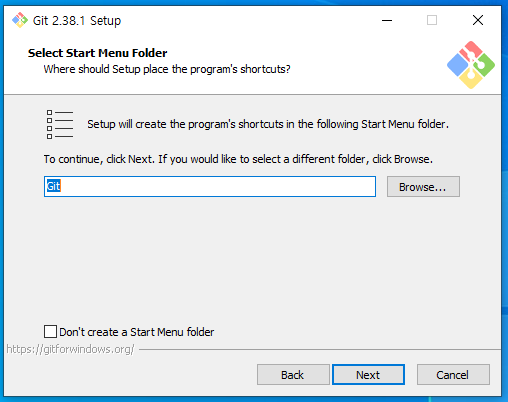 Git 2.38.1 Setup
Select Start Menu Folder
Where should Setup place the program's shortcuts?
Setup will create the program's shortcuts in the following Start Menu folder.
To continue, click Next. If you would like to select a different folder, click Browse.
Git
Browse...
Don't create a Start Menu folder
https://gitforwindows.org/
Back
Next
Cancel